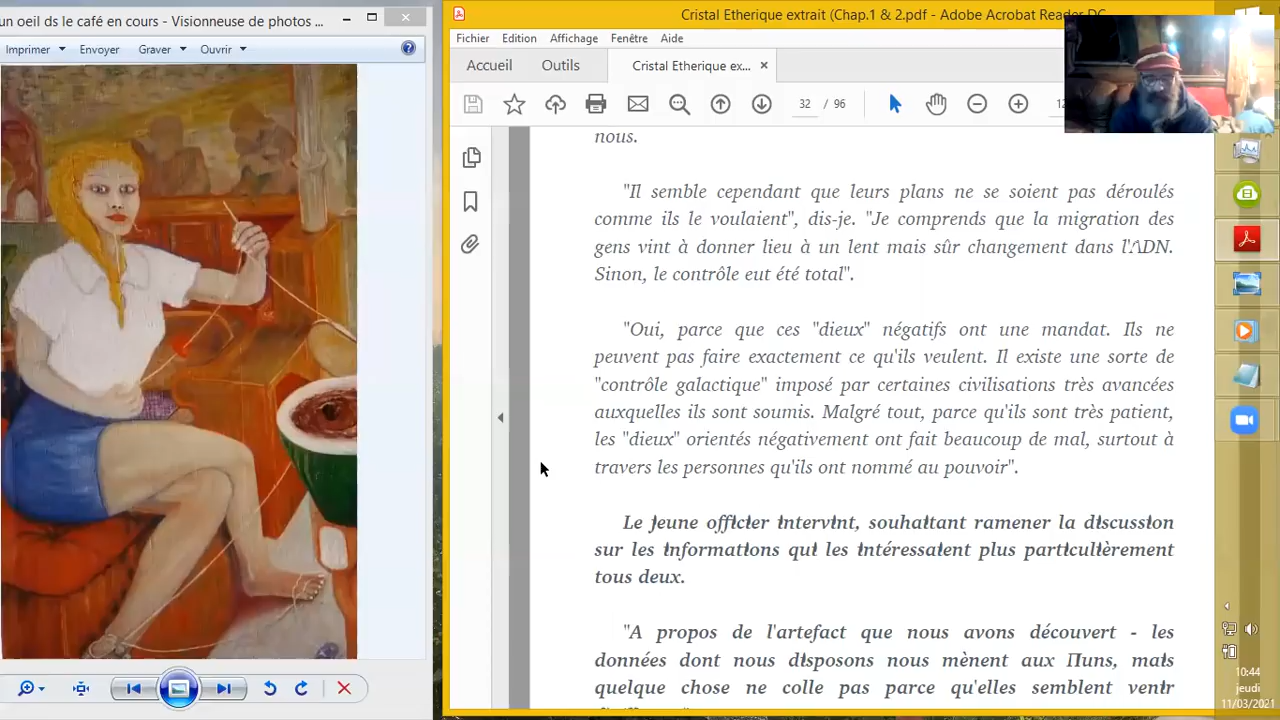 un oeil ds le café en cours - Visionneuse de photos ...
Imprimer Envoyer Graver Ouvrir
Cristal Etherique extrait (Chap.1 & 2.pdf - Adobe Acrobat Reader DC
Fichier Edition Affichage Fenêtre Aide
Accueil Outils Cristal Etherique ex...
32 / 96
nous.
"Il semble cependant que leurs plans ne se soient pas déroulés
comme ils le voulaient", dis-je. "Je comprends que la migration des
gens vint à donner lieu à un lent mais sûr changement dans l'ADN.
Sinon, le contrôle eut été total".
"Oui, parce que ces "dieux" négatifs ont une mandat. Ils ne
peuvent pas faire exactement ce qu'ils veulent. Il existe une sorte de
"contrôle galactique" imposé par certaines civilisations très avancées
auxquelles ils sont soumis. Malgré tout, parce qu'ils sont très patient,
les "dieux" orientés négativement ont fait beaucoup de mal, surtout à
travers les personnes qu'ils ont nommé au pouvoir".
Le jeune officier intervint, souhaitant ramener la discussion
sur les informations qui les intéressaient plus particulièrement
tous deux.
"A propos de l'artefact que nous avons découvert - les
données dont nous disposons nous mènent aux Huns, mais
quelque chose ne colle pas parce qu'elles semblent venir
10:44
jeudi
11/03/2021